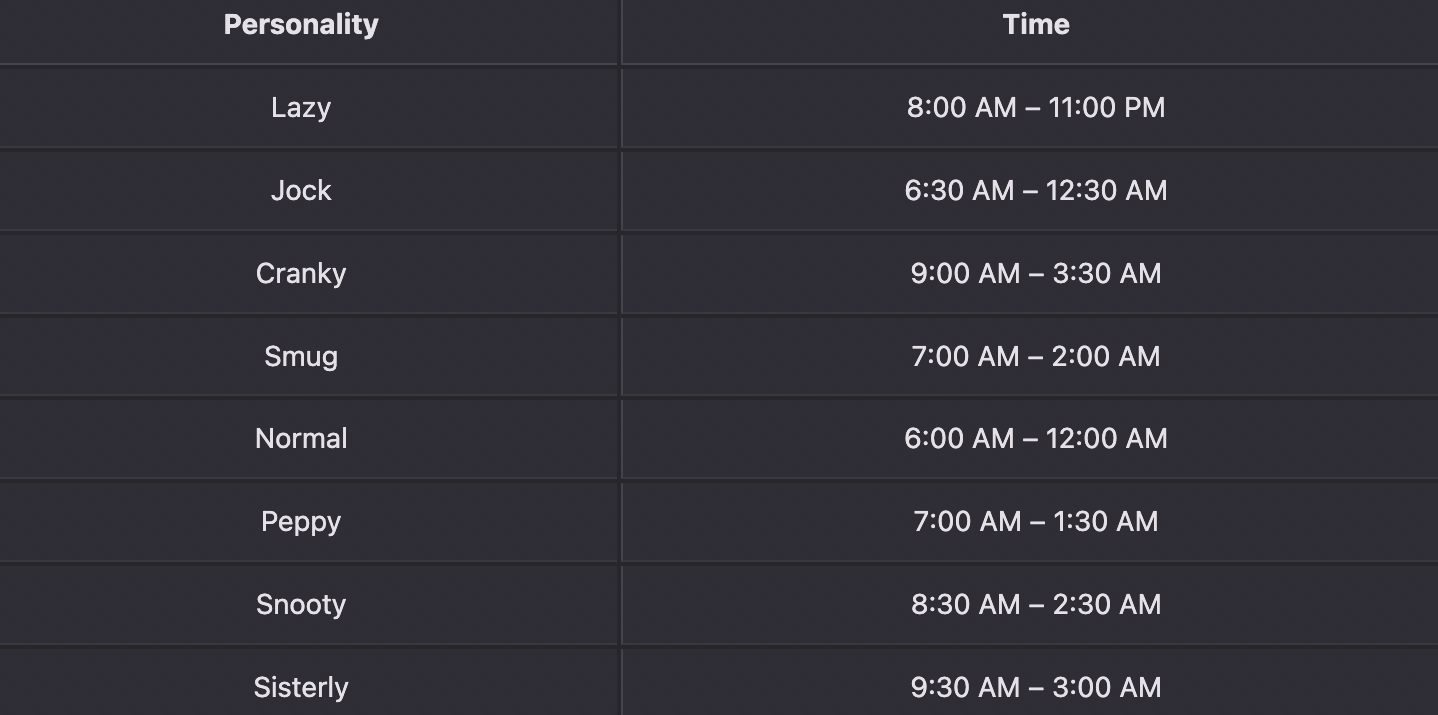 Personality Time
Lazy 8:00 AM – 11:00 PM
Jock 6:30 AM – 12:30 AM
Cranky 9:00 AM – 3:30 AM
Smug 7:00 AM – 2:00 AM
Normal 6:00 AM – 12:00 AM
Peppy 7:00 AM – 1:30 AM
Snooty 8:30 AM – 2:30 AM
Sisterly 9:30 AM – 3:00 AM